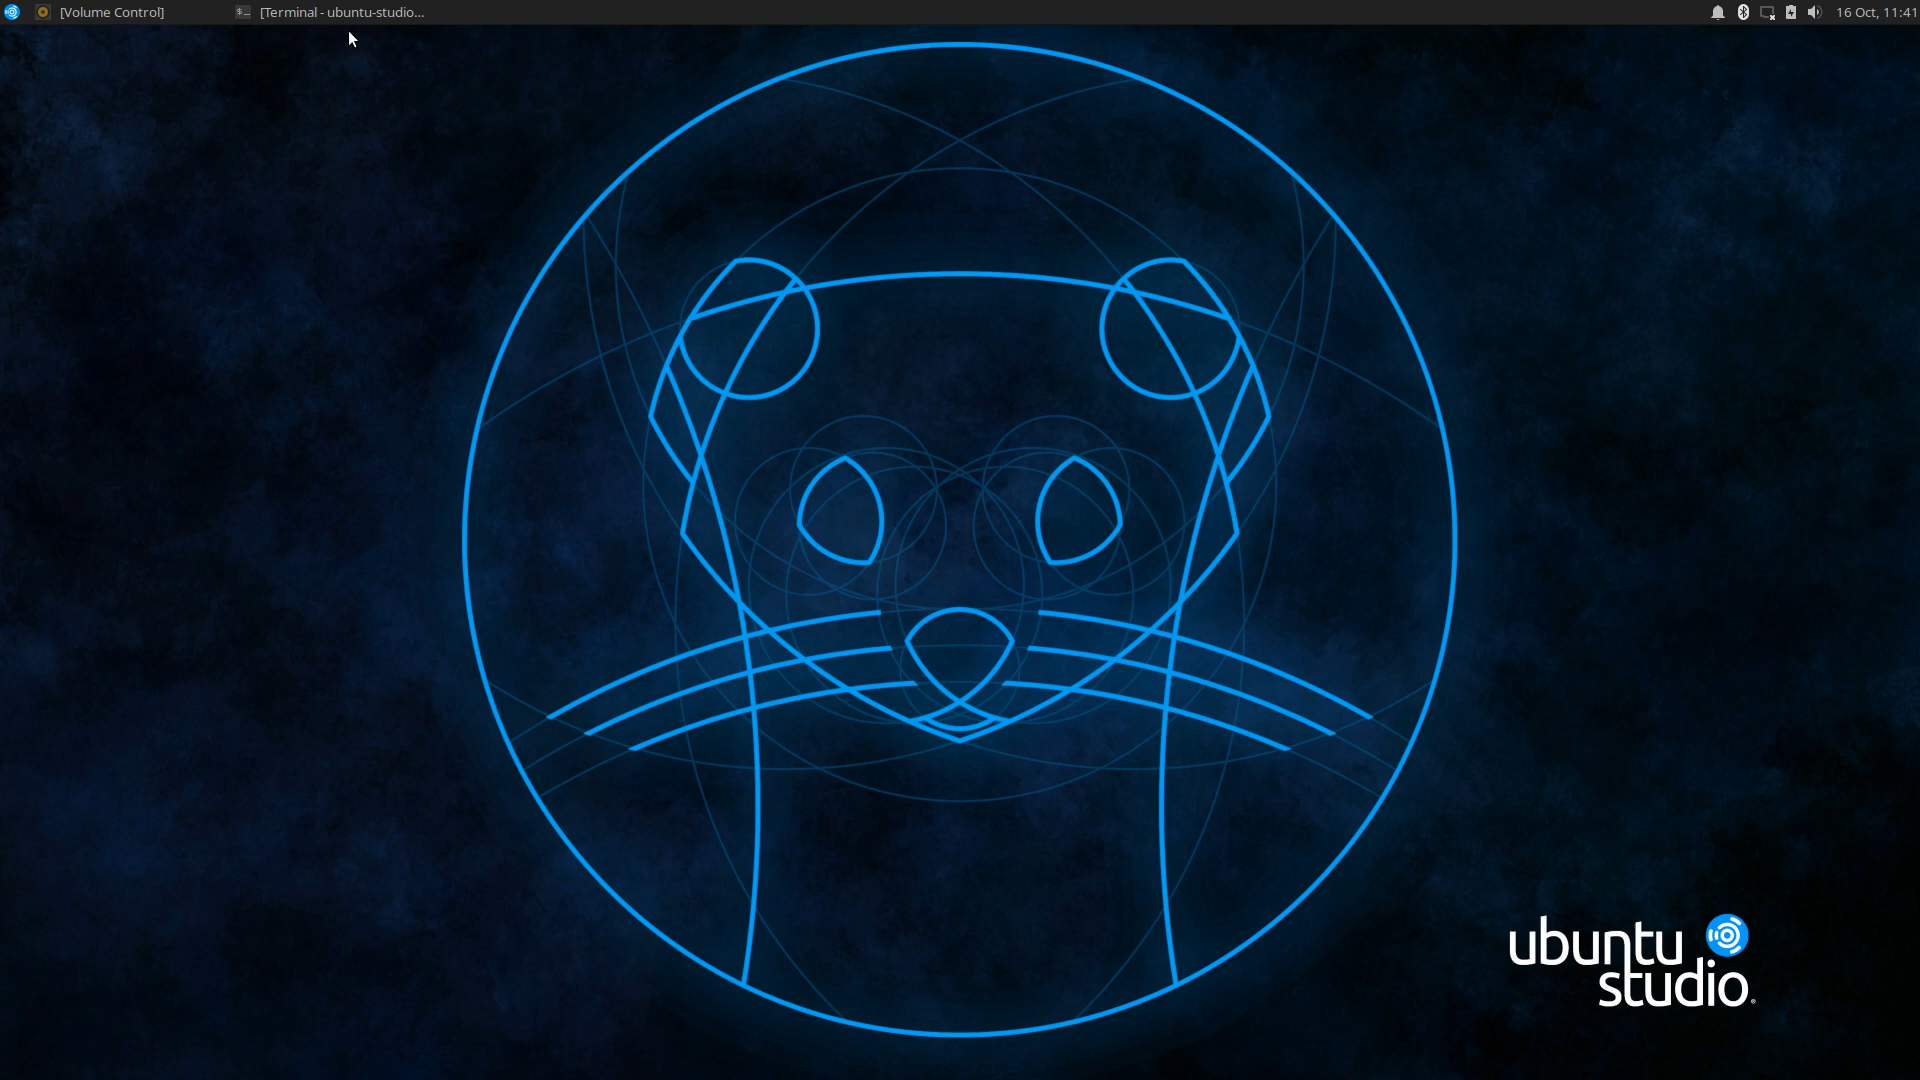 [Volume Control] [Terminal - ubuntu-studio... 16 Oct, 11:41
ubuntu
studio